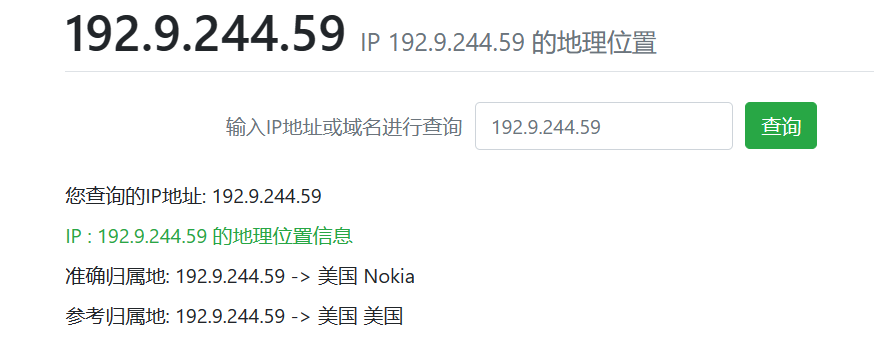 192.9.244.59 IP 192.9.244.59 的地理位置
输入IP地址或域名进行查询 192.9.244.59 查询
您查询的IP地址: 192.9.244.59
IP : 192.9.244.59 的地理位置信息
准确归属地: 192.9.244.59 -> 美国 Nokia
参考归属地: 192.9.244.59 -> 美国 美国